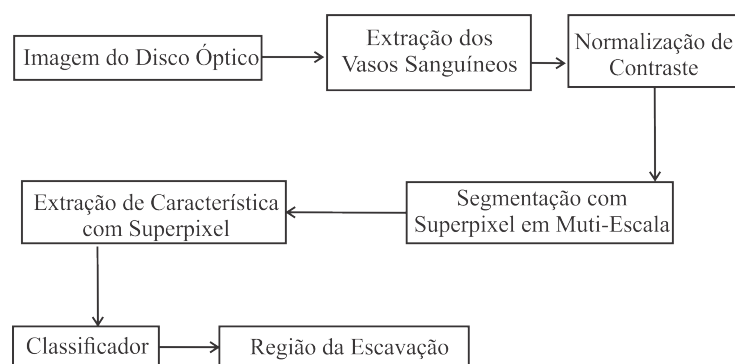 Imagem do Disco Óptico
Extração dos
Vasos Sanguíneos
Normalização de
Contraste
Segmentação com
Superpixel em Muti-Escala
Extração de Característica
com Superpixel
Classificador
Região da Escavação